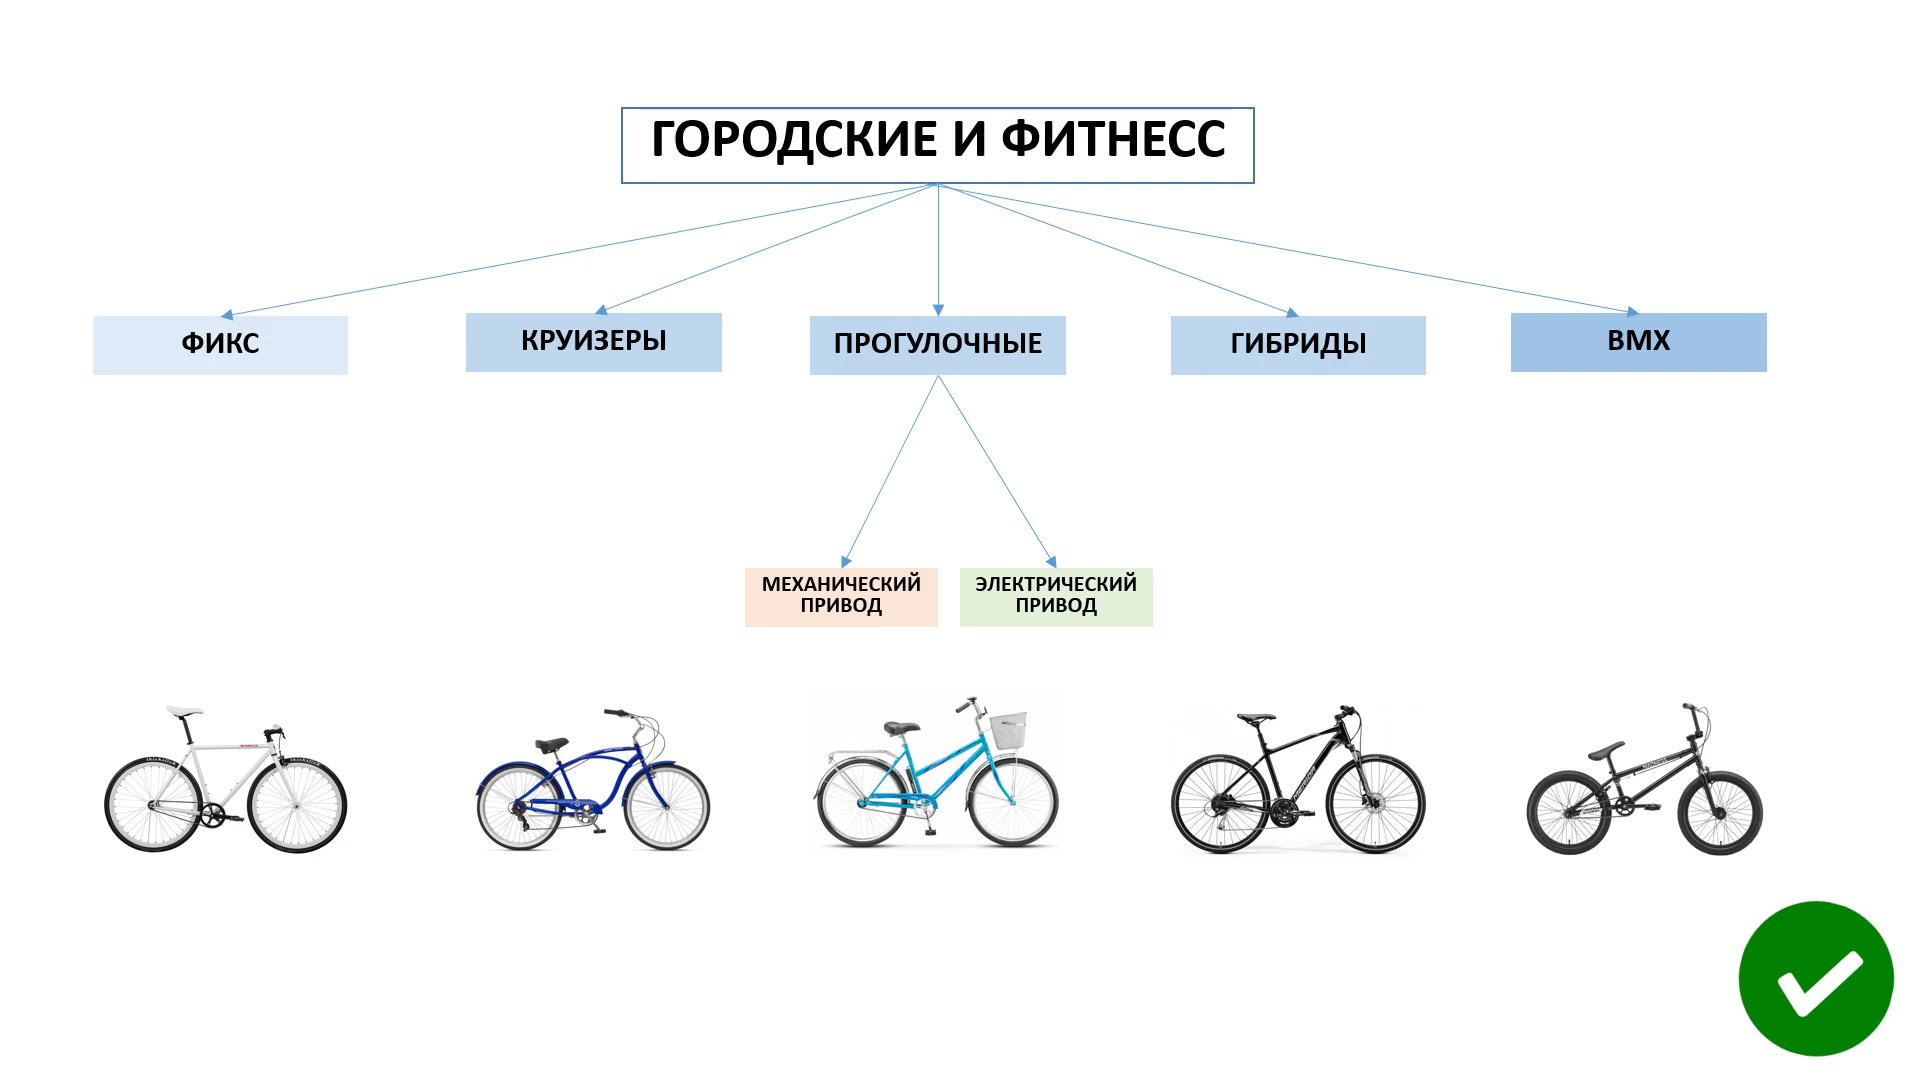 ГОРОДСКИЕ И ФИТНЕСС
ФИКС
КРУИЗЕРЫ
ПРОГУЛОЧНЫЕ
ГИБРИДЫ
BMX
МЕХАНИЧЕСКИЙ
ПРИВОД
ЭЛЕКТРИЧЕСКИЙ
ПРИВОД